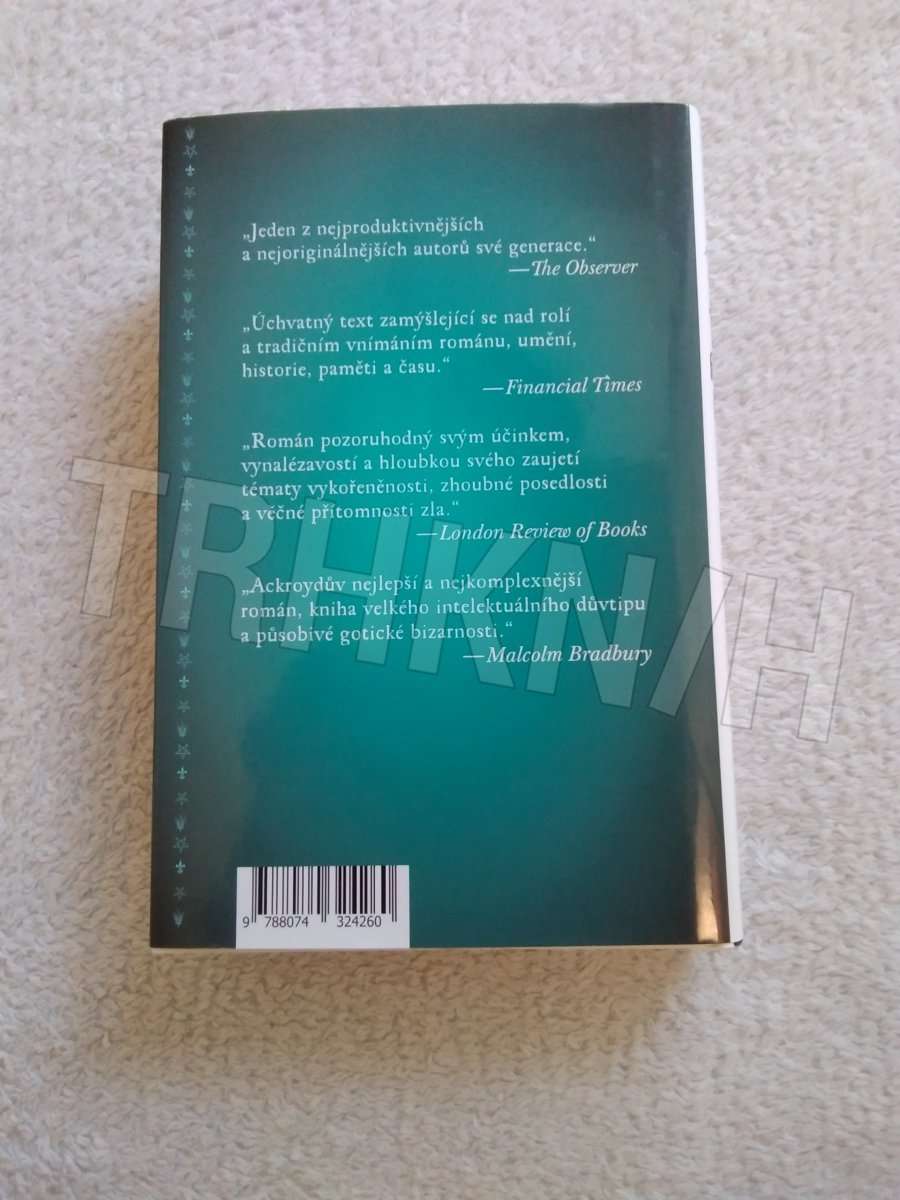 „Jeden z nejproduktivnějších
a nejoriginálnějších autorů své generace.“
—The Observer
„Úchvatný text zamýšlející se nad rolí
a tradičním vnímáním románu, umění,
historie, paměti a času.“
—Financial Times
„Román pozoruhodný svým účinkem,
vynalézavostí a hloubkou svého zaujetí
tématy vykořeněnosti, zhoubné posedlosti
a věčné přítomnosti zla.“
—London Review of Books
„Ackroydův nejlepší a nejkomplexnější
román, kniha velkého intelektuálního důvtipu
a působivé gotické bizarnosti.“
—Malcolm Bradbury
TRHKNIH
9 788074 324260